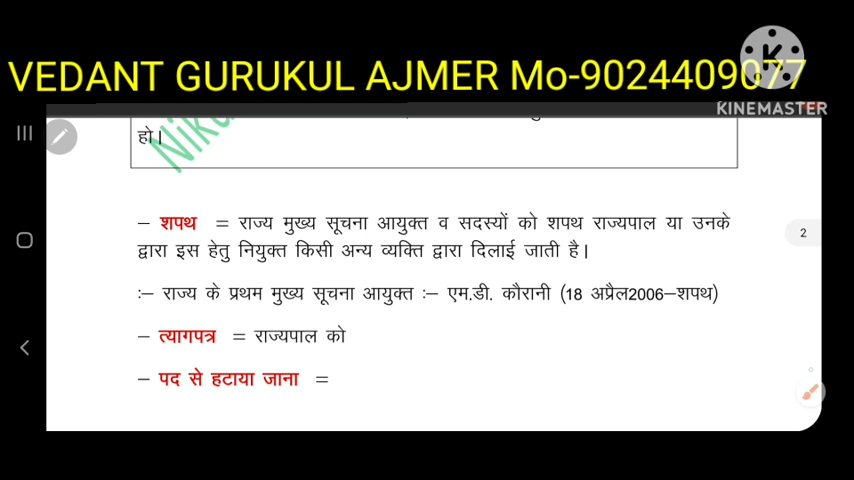 VEDANT GURUKUL AJMER Mo-9024409077
KINEMASTER
हो।
– शपथ = राज्य मुख्य सूचना आयुक्त व सदस्यों को शपथ राज्यपाल या उनके
द्वारा इस हेतु नियुक्त किसी अन्य व्यक्ति द्वारा दिलाई जाती है।
2
:– राज्य के प्रथम मुख्य सूचना आयुक्त :– एम.डी. कौरानी (18 अप्रैल2006–शपथ)
– त्यागपत्र = राज्यपाल को
– पद से हटाया जाना =